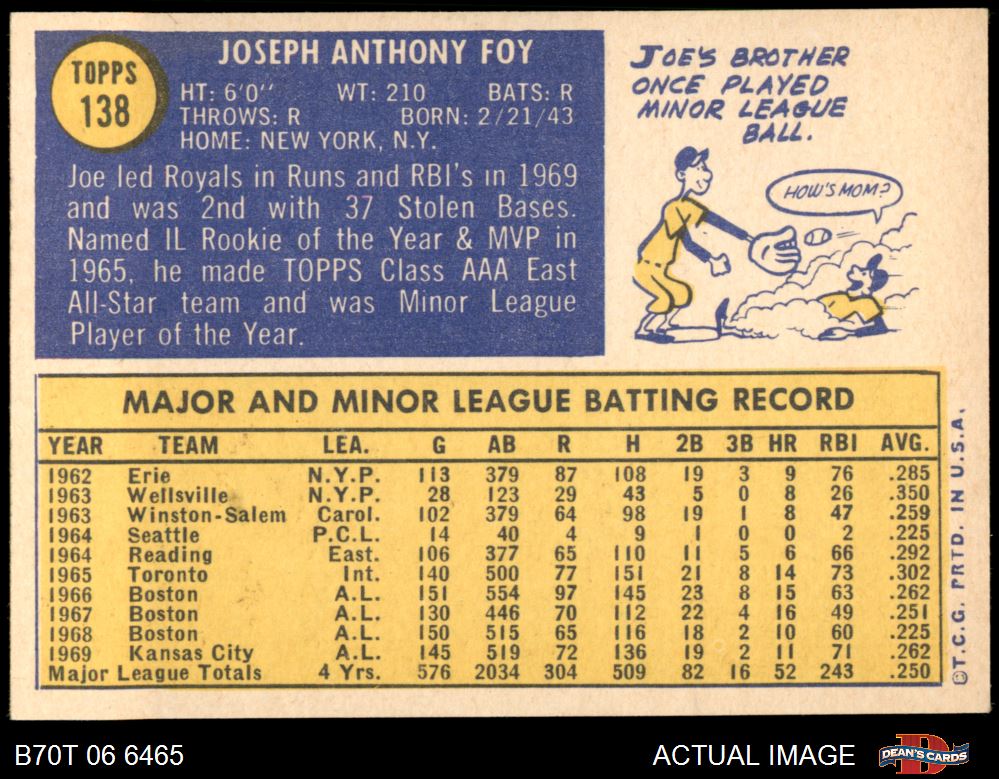 TOPPS
138
JOSEPH ANTHONY FOY
HT: 6'0" WT: 210 BATS: R
THROWS: R BORN: 2/21/43
HOME: NEW YORK, N.Y.
Joe led Royals in Runs and RBI's in 1969
and was 2nd with 37 Stolen Bases.
Named IL Rookie of the Year & MVP in
1965, he made TOPPS Class AAA East
All-Star team and was Minor League
Player of the Year.
JOE'S BROTHER
ONCE PLAYED
MINOR LEAGUE
BALL.
HOW'S MOM?
MAJOR AND MINOR LEAGUE BATTING RECORD
YEAR TEAM LEA. G AB R H 2B 3B HR RBI AVG.
1962 Erie N.Y.P. 113 379 87 108 19 3 9 76 .285
1963 Wellsville N.Y.P. 28 123 29 43 5 0 8 26 .350
1963 Winston-Salem Carol. 102 379 64 98 19 1 8 47 .259
1964 Seattle P.C.L. 14 40 4 9 1 0 0 2 .225
1964 Reading East. 106 377 65 110 11 5 6 66 .292
1965 Toronto Int. 140 500 77 151 21 8 14 73 .302
1966 Boston A.L. 151 554 97 145 23 8 15 63 .262
1967 Boston A.L. 130 446 70 112 22 4 16 49 .251
1968 Boston A.L. 150 515 65 116 18 2 10 60 .225
1969 Kansas City A.L. 145 519 72 136 19 2 11 71 .262
Major League Totals 4 Yrs. 576 2034 304 509 82 16 52 243 .250
©T.C.G. PRTD. IN U.S.A.
B70T 06 6465
ACTUAL IMAGE
D
DEAN'S CARDS